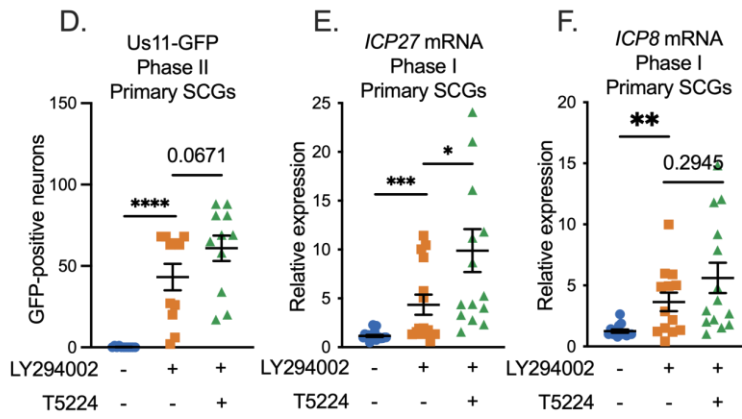 D.
Us11-GFP
Phase II
Primary SCGs
GFP-positive neurons
150
100
50
0
****
0.0671
LY294002 - + +
T5224 - - +
E.
ICP27 mRNA
Phase I
Primary SCGs
Relative expression
25
20
15
10
5
0
***
*
LY294002 - + +
T5224 - - +
F.
ICP8 mRNA
Phase I
Primary SCGs
Relative expression
20
15
10
5
0
**
0.2945
LY294002 - + +
T5224 - - +